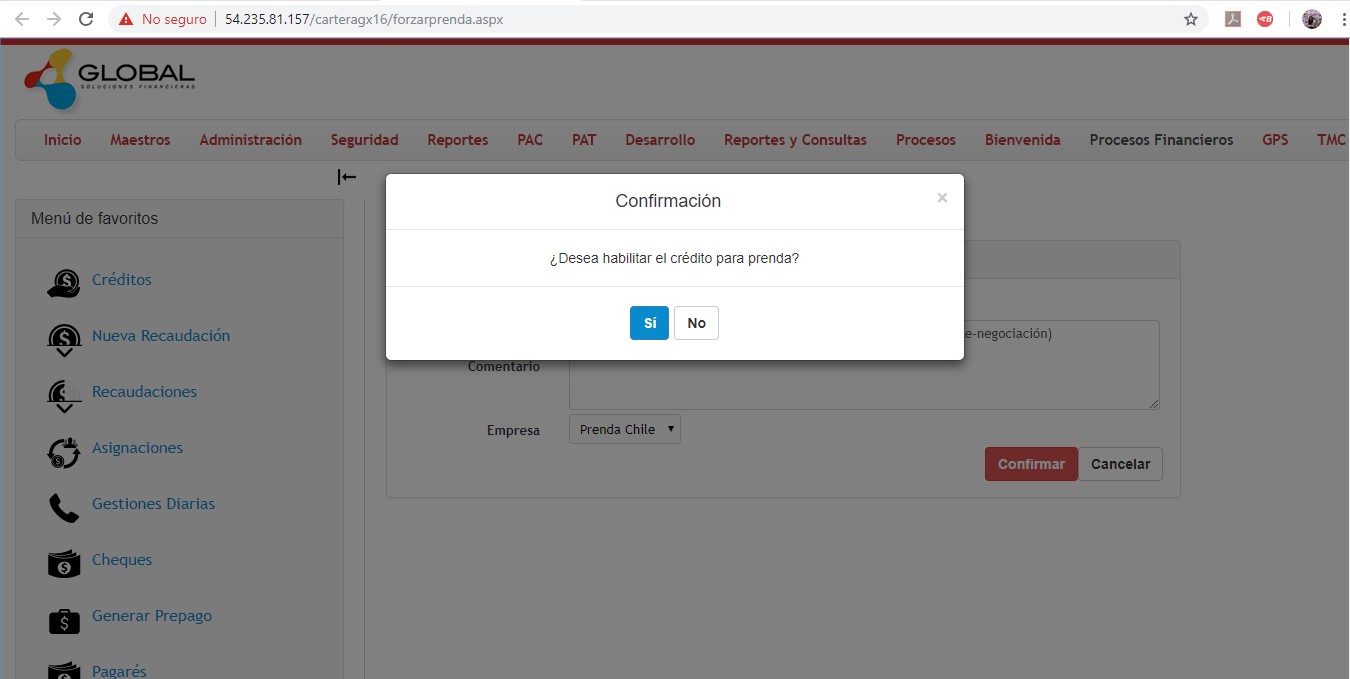 No seguro | 54.235.81.157/carteragx16/forzarprenda.aspx
GLOBAL
SOLUCIONES FINANCIERAS
Inicio Maestros Administración Seguridad Reportes PAC PAT Desarrollo Reportes y Consultas Procesos Bienvenida Procesos Financieros GPS TMC
Menú de favoritos
Créditos
Nueva Recaudación
Recaudaciones
Asignaciones
Gestiones Diarias
Cheques
Generar Prepago
Pagarés
Confirmación ×
¿Desea habilitar el crédito para prenda?
Sí No
e-negociación)
Comentario
Empresa Prenda Chile
Confirmar Cancelar